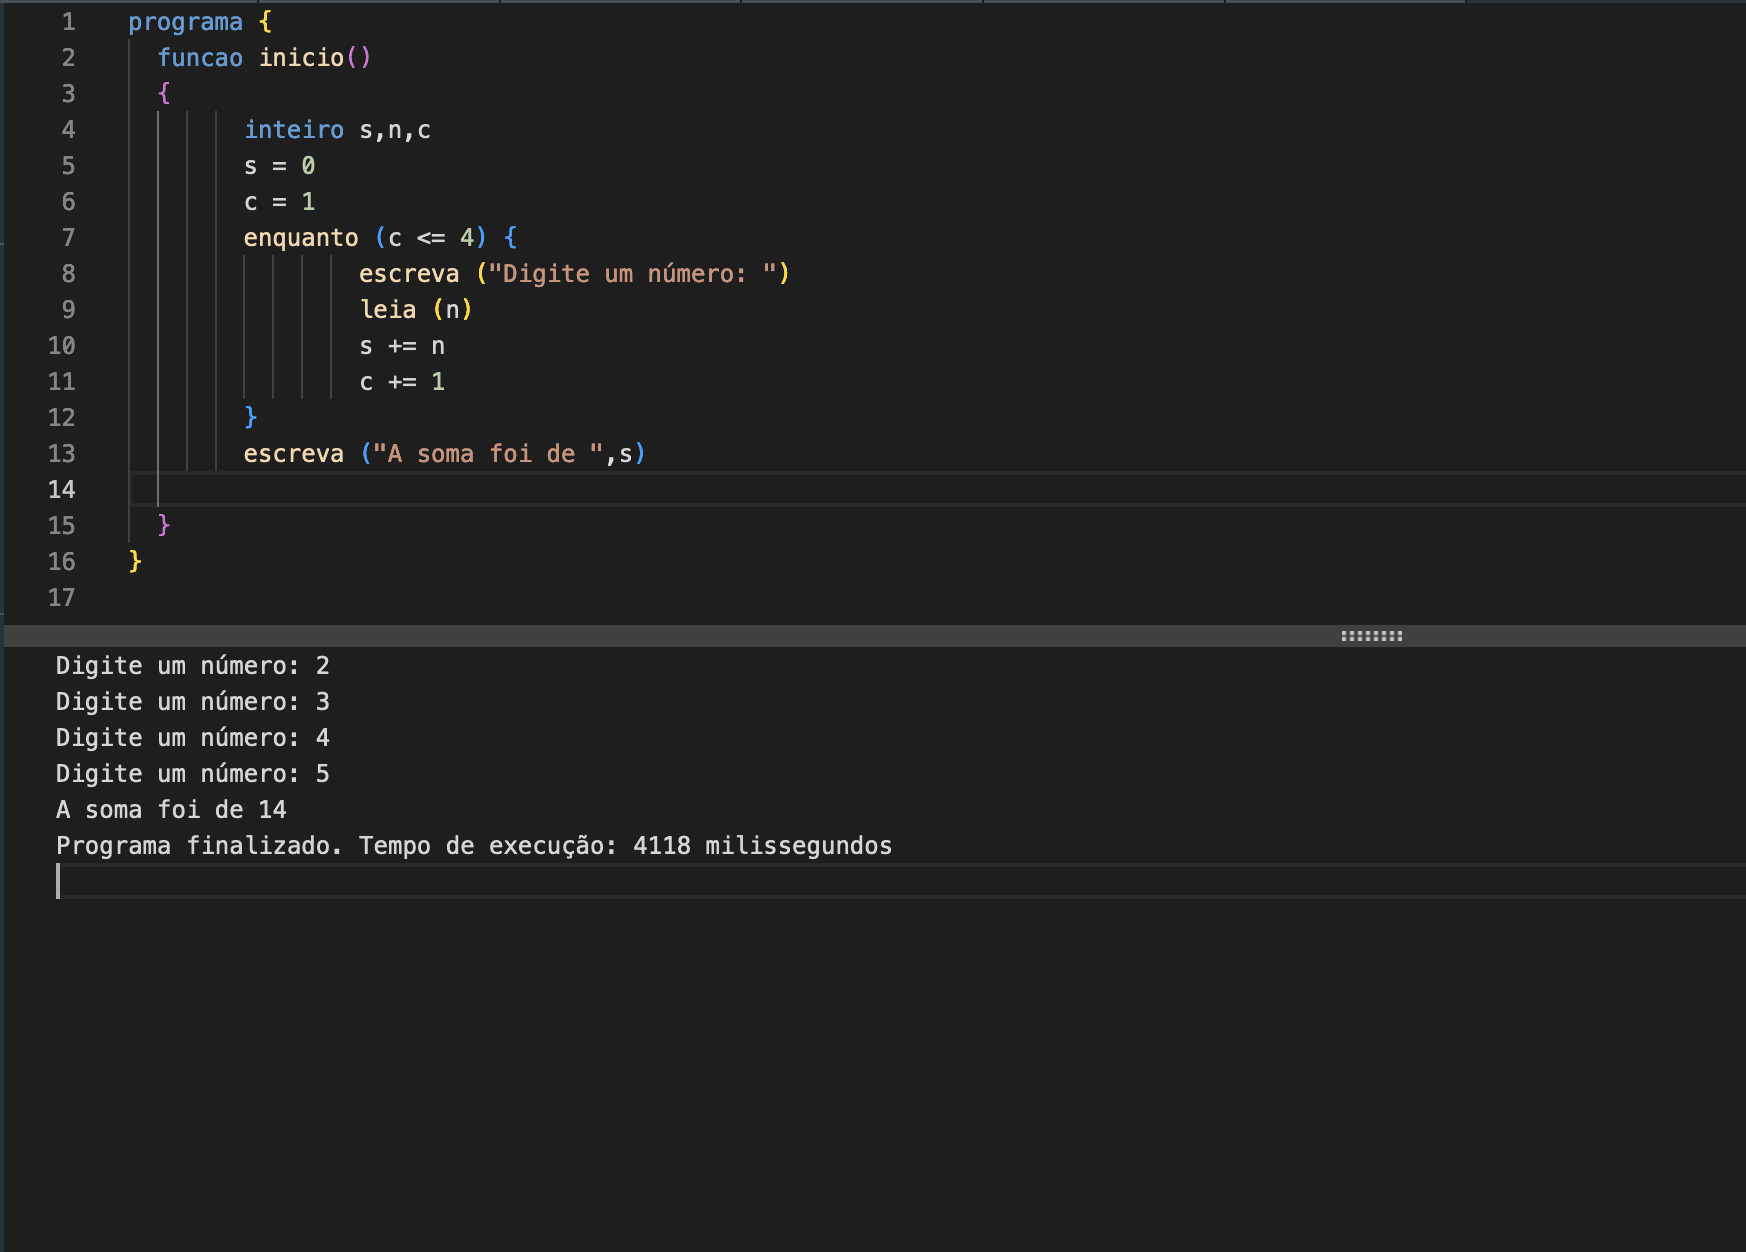 1 programa {
2 funcao inicio()
3 {
4 inteiro s,n,c
5 s = 0
6 c = 1
7 enquanto (c <= 4) {
8 escreva ("Digite um número: ")
9 leia (n)
10 s += n
11 c += 1
12 }
13 escreva ("A soma foi de ",s)
14
15 }
16 }
17
Digite um número: 2
Digite um número: 3
Digite um número: 4
Digite um número: 5
A soma foi de 14
Programa finalizado. Tempo de execução: 4118 milissegundos